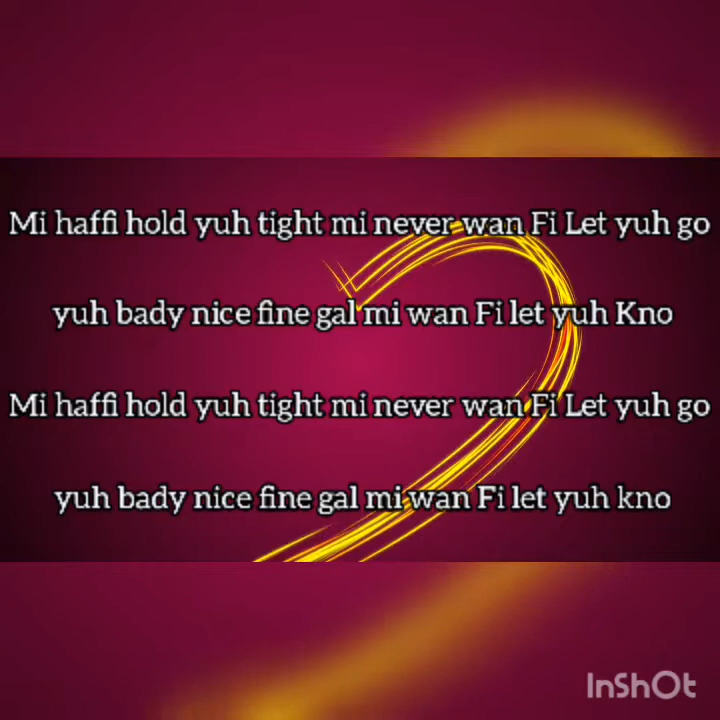 Mi haffi hold yuh tight mi never wan Fi Let yuh go
yuh bady nice fine gal mi wan Fi let yuh Kno
Mi haffi hold yuh tight mi never wan Fi Let yuh go
yuh bady nice fine gal mi wan Fi let yuh kno
InShOt